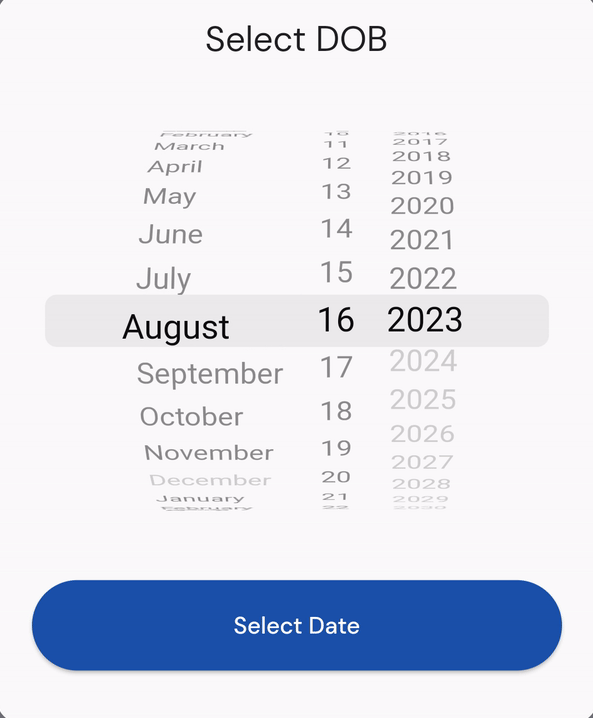 Select DOB
February 10 2016
March 11 2017
April 12 2018
May 13 2019
June 14 2020
July 15 2021
August 16 2022
September 17 2023
October 18 2024
November 19 2025
December 20 2026
January 21 2027
February 22 2028
2029
2030
Select Date